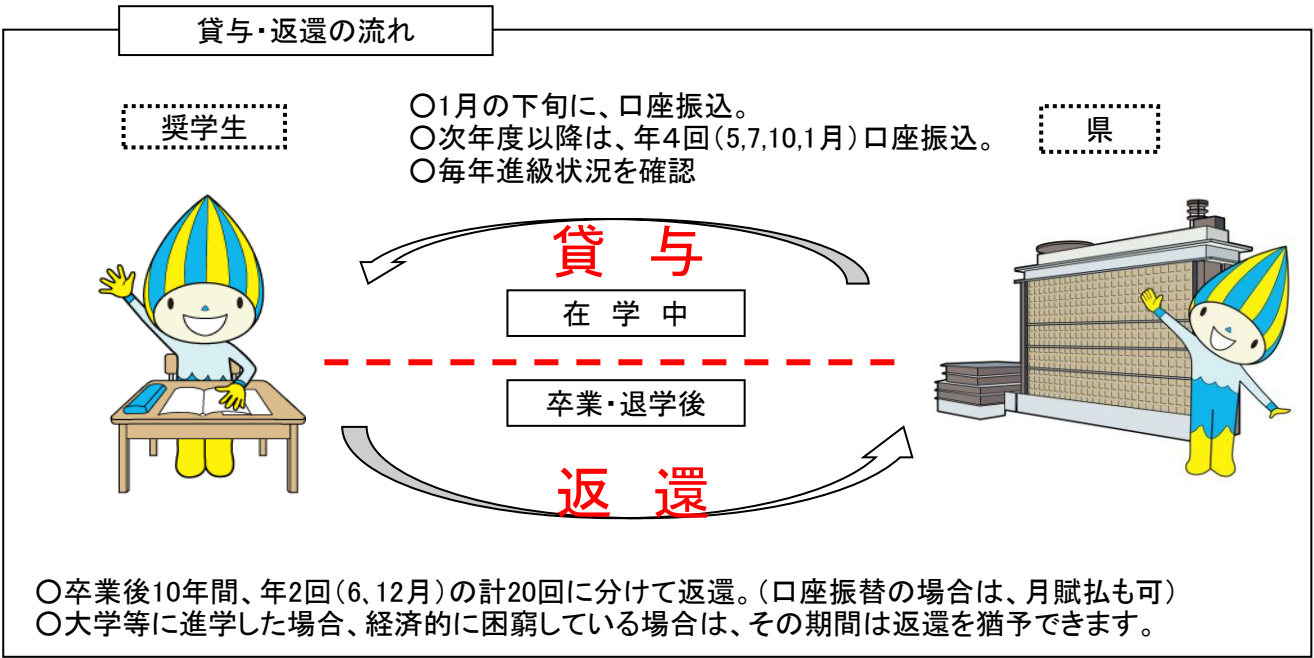 貸与・返還の流れ
奨学生
○1月の下旬に、口座振込。
○次年度以降は、年４回（5,7,10,1月）口座振込。
○毎年進級状況を確認
県
貸 与
在 学 中
卒業・退学後
返 還
○卒業後10年間、年2回（6、12月）の計20回に分けて返還。（口座振替の場合は、月賦払も可）
○大学等に進学した場合、経済的に困窮している場合は、その期間は返還を猶予できます。